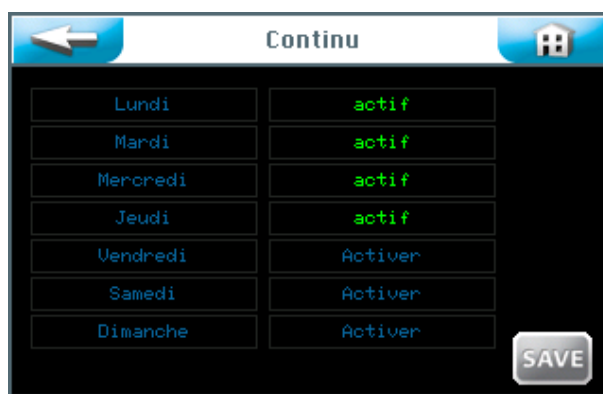 Continu
Lundi actif
Mardi actif
Mercredi actif
Jeudi actif
Vendredi Activer
Samedi Activer
Dimanche Activer
SAVE